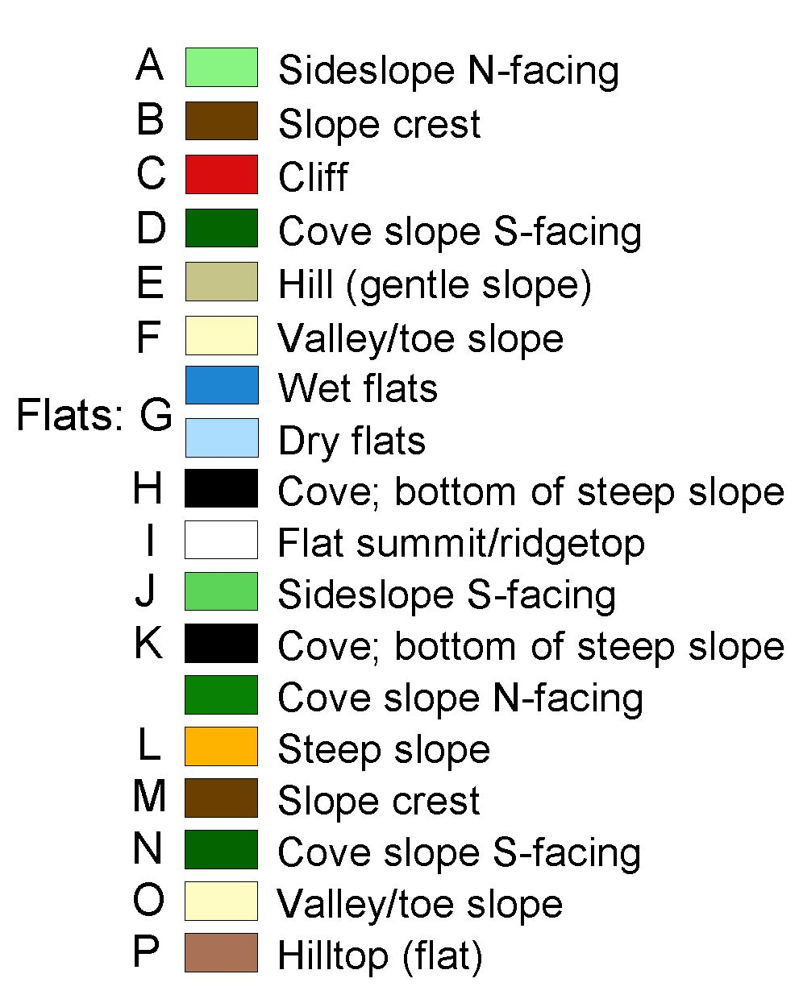 A Sideslope N-facing
B Slope crest
C Cliff
D Cove slope S-facing
E Hill (gentle slope)
F Valley/toe slope
Wet flats
Flats: G
Dry flats
H Cove; bottom of steep slope
I Flat summit/ridgetop
J Sideslope S-facing
K Cove; bottom of steep slope
Cove slope N-facing
L Steep slope
M Slope crest
N Cove slope S-facing
O Valley/toe slope
P Hilltop (flat)